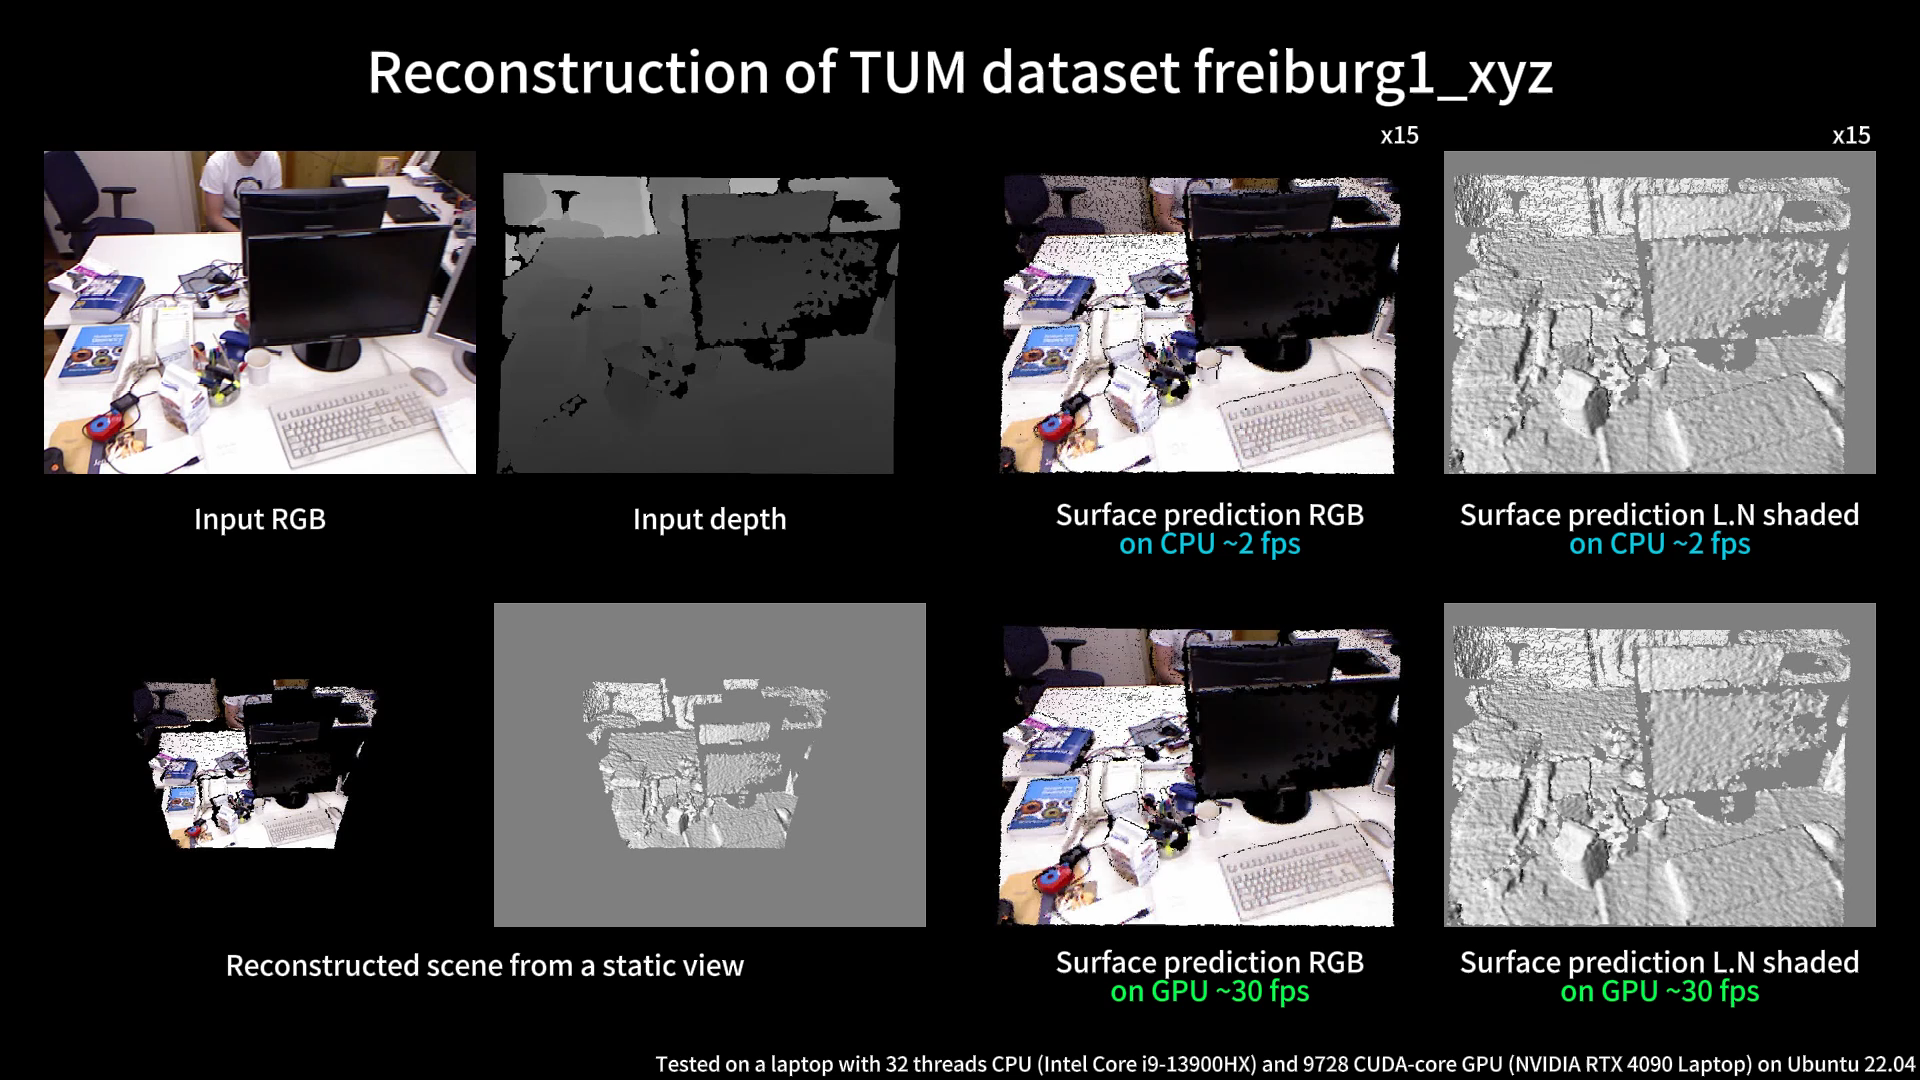 Reconstruction of TUM dataset freiburg1_xyz
x15
x15
Input RGB
Input depth
Surface prediction RGB
on CPU ~2 fps
Surface prediction L.N shaded
on CPU ~2 fps
Reconstructed scene from a static view
Surface prediction RGB
on GPU ~30 fps
Surface prediction L.N shaded
on GPU ~30 fps
Tested on a laptop with 32 threads CPU (Intel Core i9-13900HX) and 9728 CUDA-core GPU (NVIDIA RTX 4090 Laptop) on Ubuntu 22.04